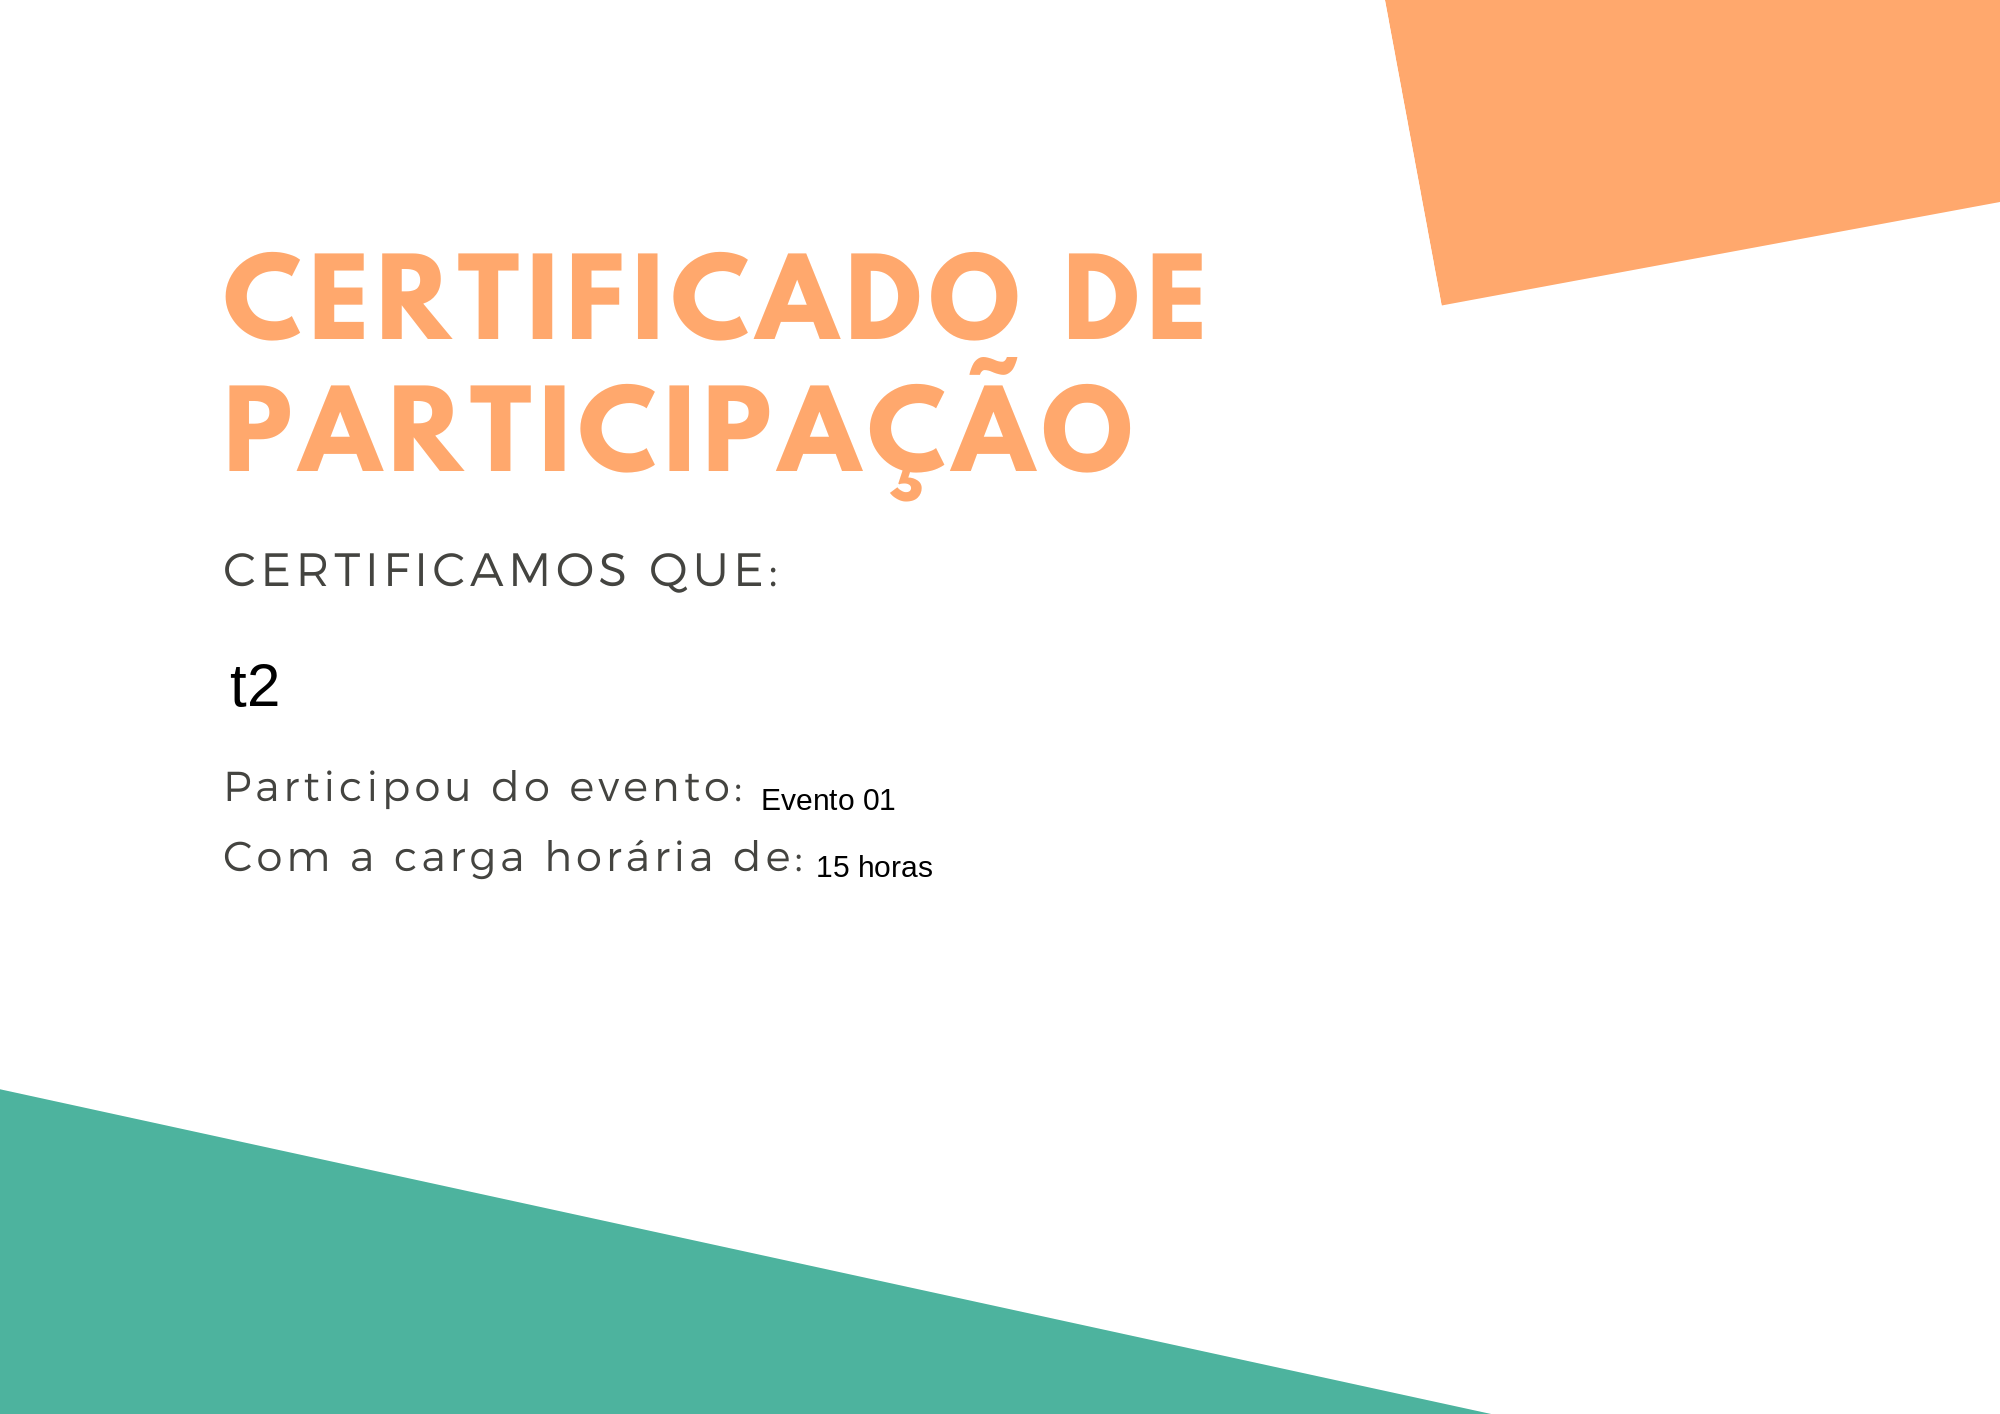 CERTIFICADO DE
PARTICIPAÇÃO
CERTIFICAMOS QUE:
t2
Participou do evento: Evento 01
Com a carga horária de: 15 horas